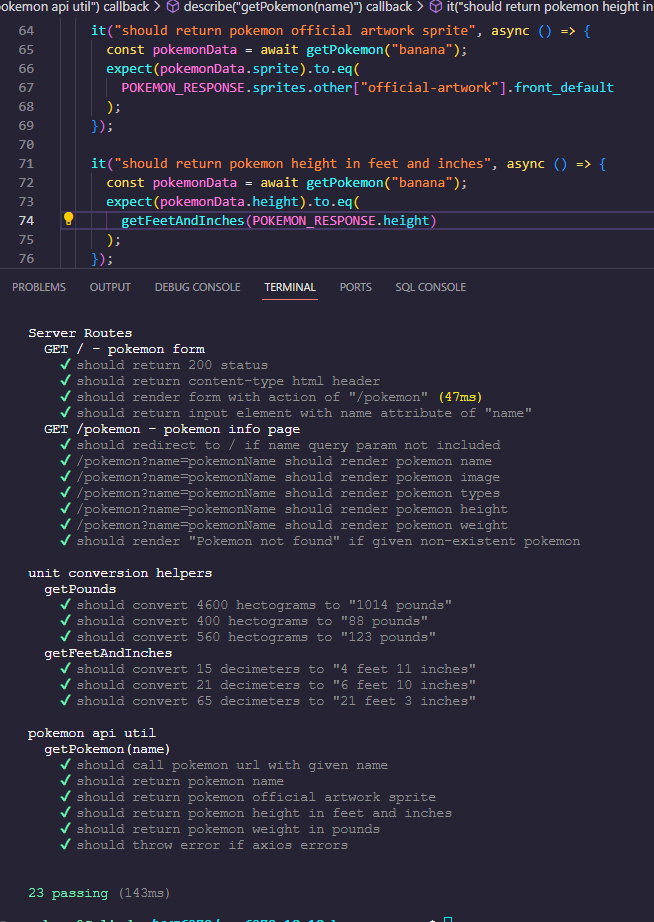 okemon api util") callback > describe("getPokemon(name)") callback > it("should return pokemon height in
64 it("should return pokemon official artwork sprite", async () => {
65 const pokemonData = await getPokemon("banana");
66 expect(pokemonData.sprite).to.eq(
67 POKEMON_RESPONSE.sprites.other["official-artwork"].front_default
68 );
69 });
70
71 it("should return pokemon height in feet and inches", async () => {
72 const pokemonData = await getPokemon("banana");
73 expect(pokemonData.height).to.eq(
74 getFeetAndInches(POKEMON_RESPONSE.height)
75 );
76 });
PROBLEMS OUTPUT DEBUG CONSOLE TERMINAL PORTS SQL CONSOLE
Server Routes
GET / - pokemon form
✓ should return 200 status
✓ should return content-type html header
✓ should render form with action of "/pokemon" (47ms)
✓ should return input element with name attribute of "name"
GET /pokemon - pokemon info page
✓ should redirect to / if name query param not included
✓ /pokemon?name=pokemonName should render pokemon name
✓ /pokemon?name=pokemonName should render pokemon image
✓ /pokemon?name=pokemonName should render pokemon types
✓ /pokemon?name=pokemonName should render pokemon height
✓ /pokemon?name=pokemonName should render pokemon weight
✓ should render "Pokemon not found" if given non-existent pokemon
unit conversion helpers
getPounds
✓ should convert 4600 hectograms to "1014 pounds"
✓ should convert 400 hectograms to "88 pounds"
✓ should convert 560 hectograms to "123 pounds"
getFeetAndInches
✓ should convert 15 decimeters to "4 feet 11 inches"
✓ should convert 21 decimeters to "6 feet 10 inches"
✓ should convert 65 decimeters to "21 feet 3 inches"
pokemon api util
getPokemon(name)
✓ should call pokemon url with given name
✓ should return pokemon name
✓ should return pokemon official artwork sprite
✓ should return pokemon height in feet and inches
✓ should return pokemon weight in pounds
✓ should throw error if axios errors
23 passing (143ms)